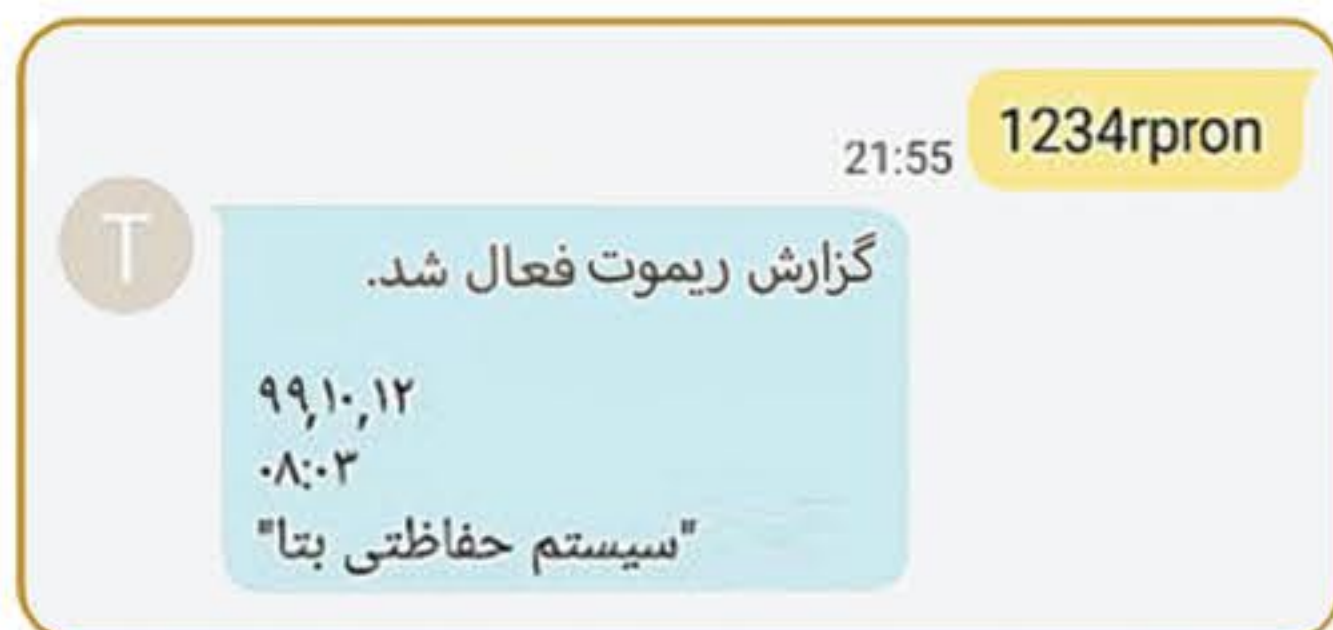 1234rpron
21:55
T
گزارش ریموت فعال شد.
۹۹,۱۰,۱۲
۰۸:۰۳
"سیستم حفاظتی بتا"